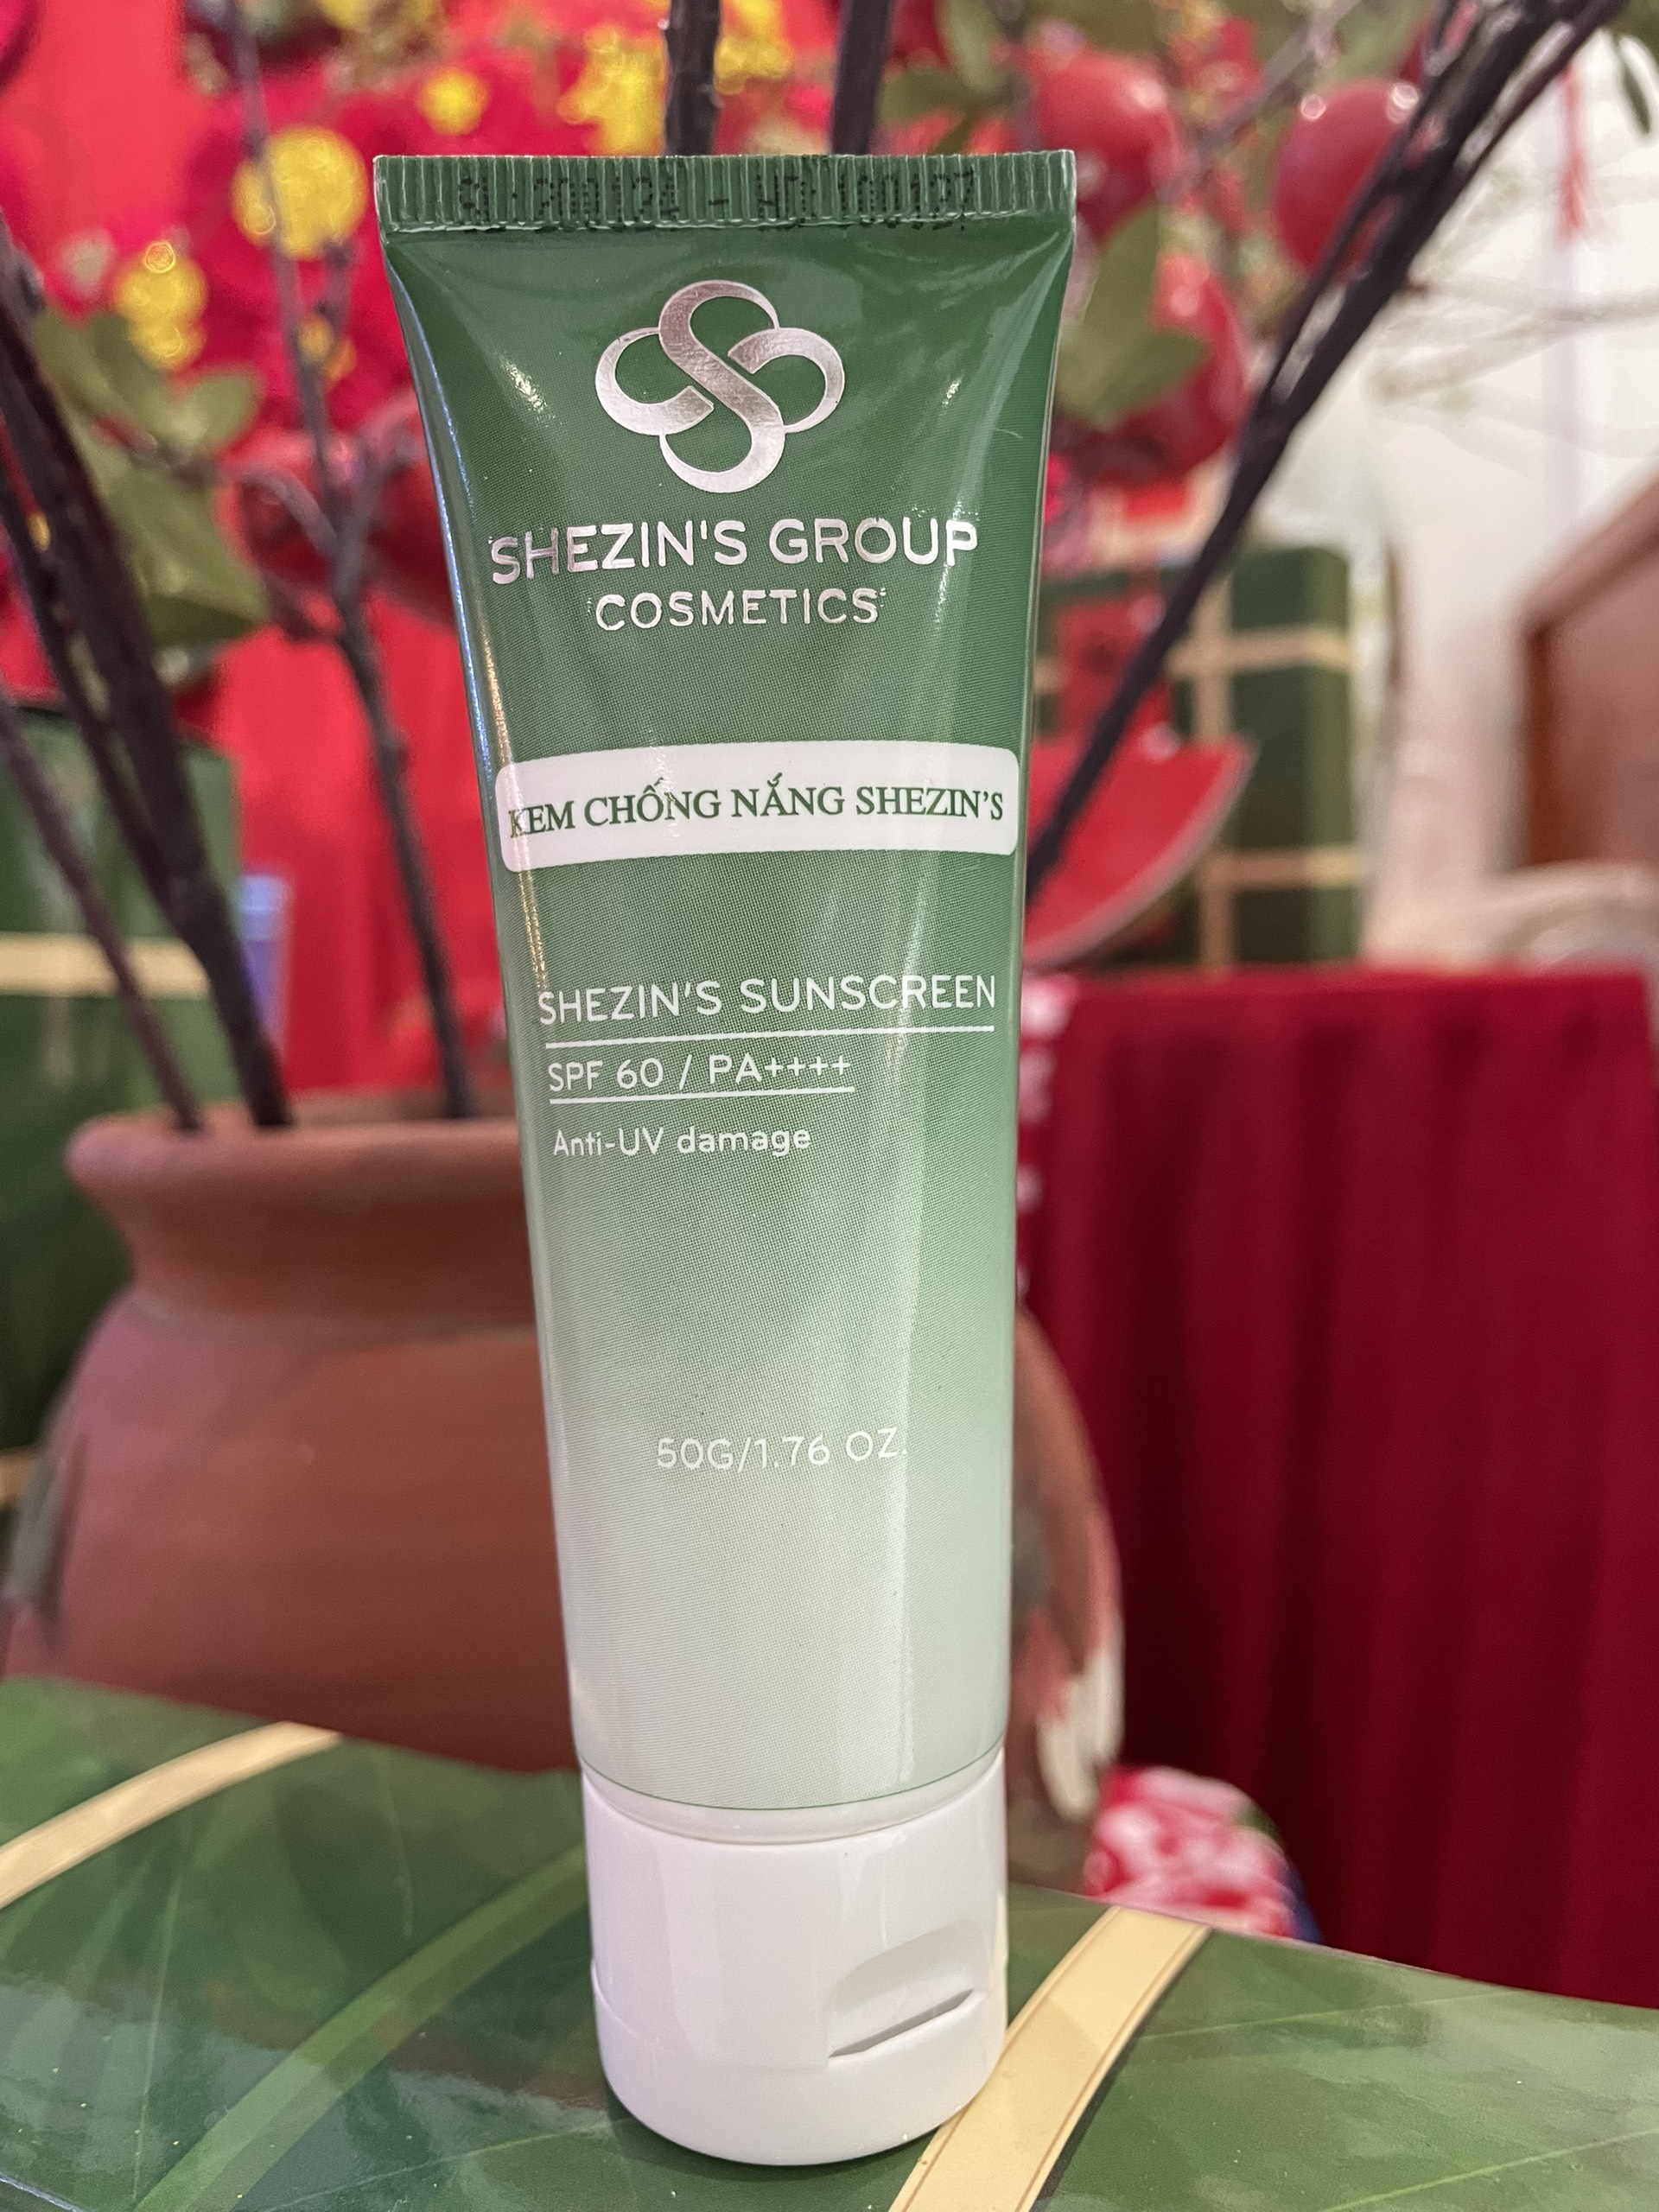 SHEZIN'S GROUP
COSMETICS
KEM CHỐNG NẮNG SHEZIN'S
SHEZIN'S SUNSCREEN
SPF 60 / PA++++
Anti-UV damage
50G/1.76 OZ.